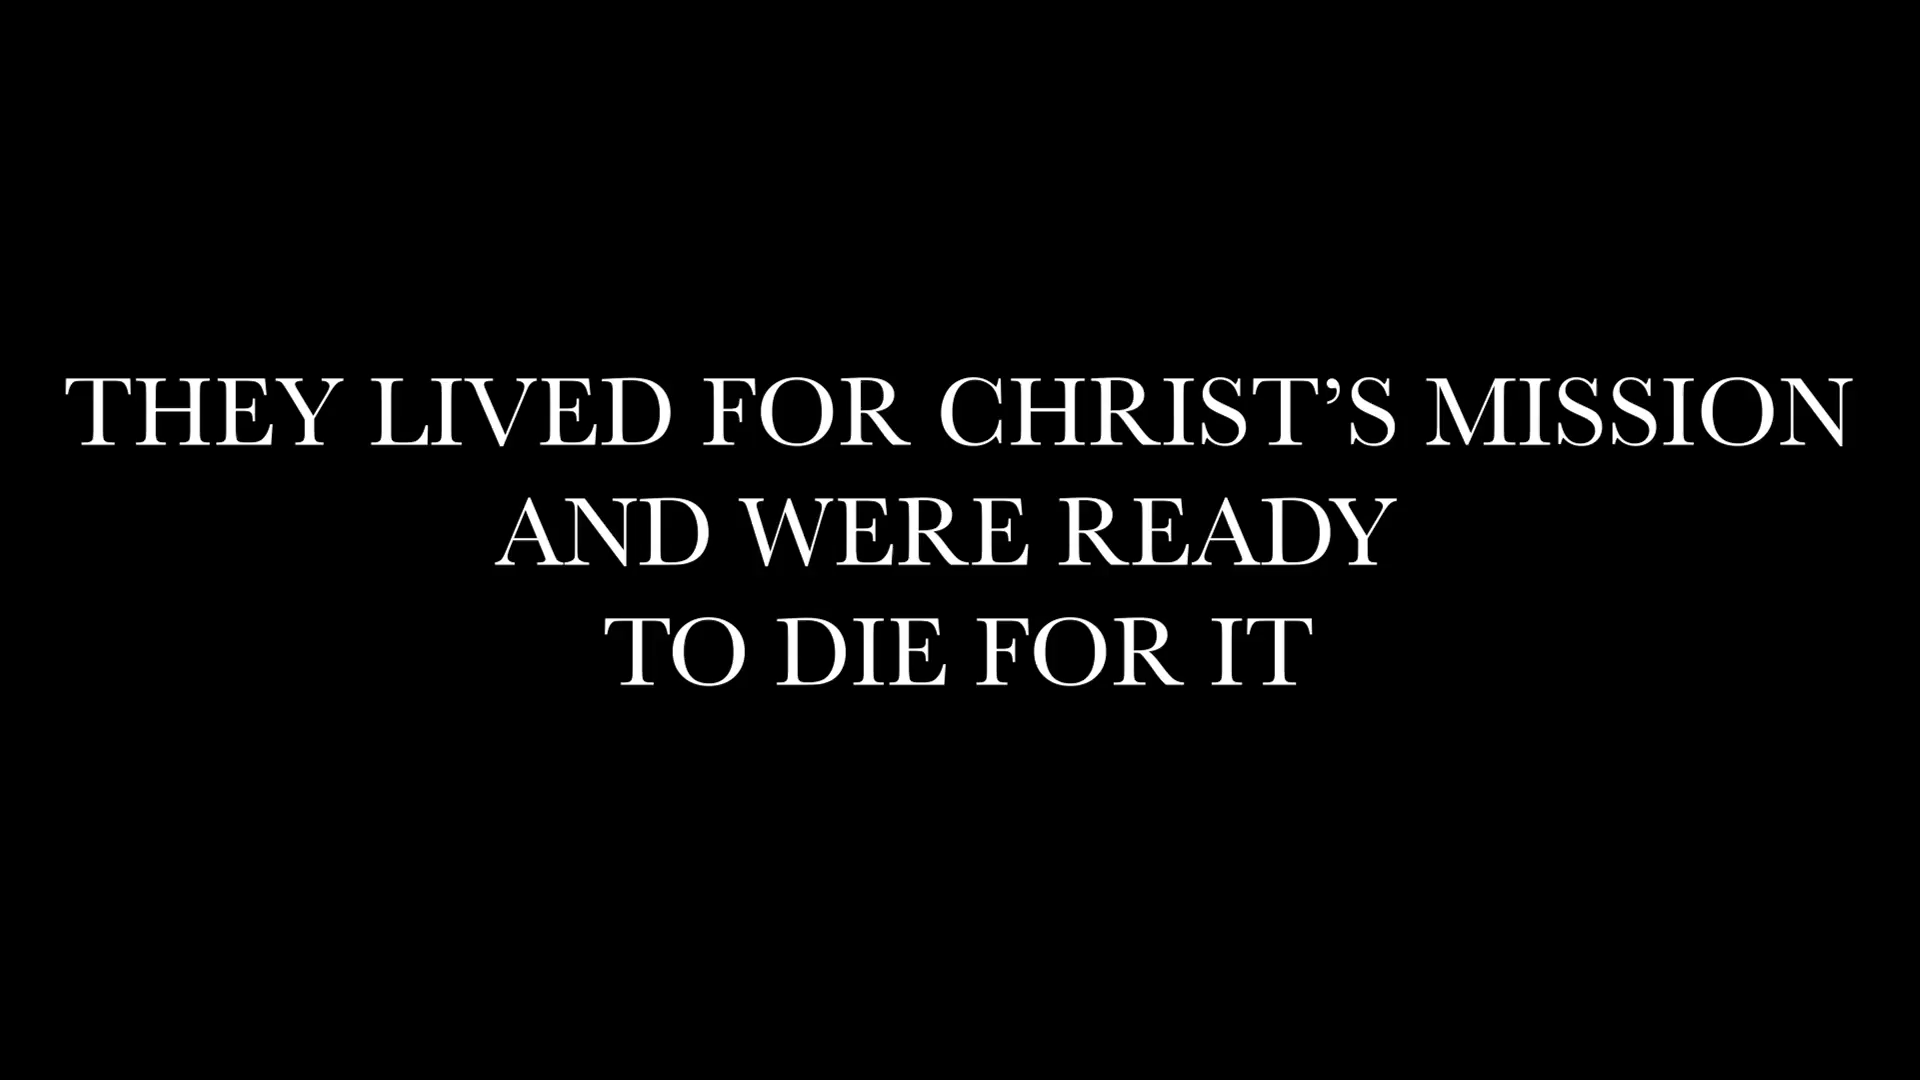 THEY LIVED FOR CHRIST’S MISSION
AND WERE READY
TO DIE FOR IT